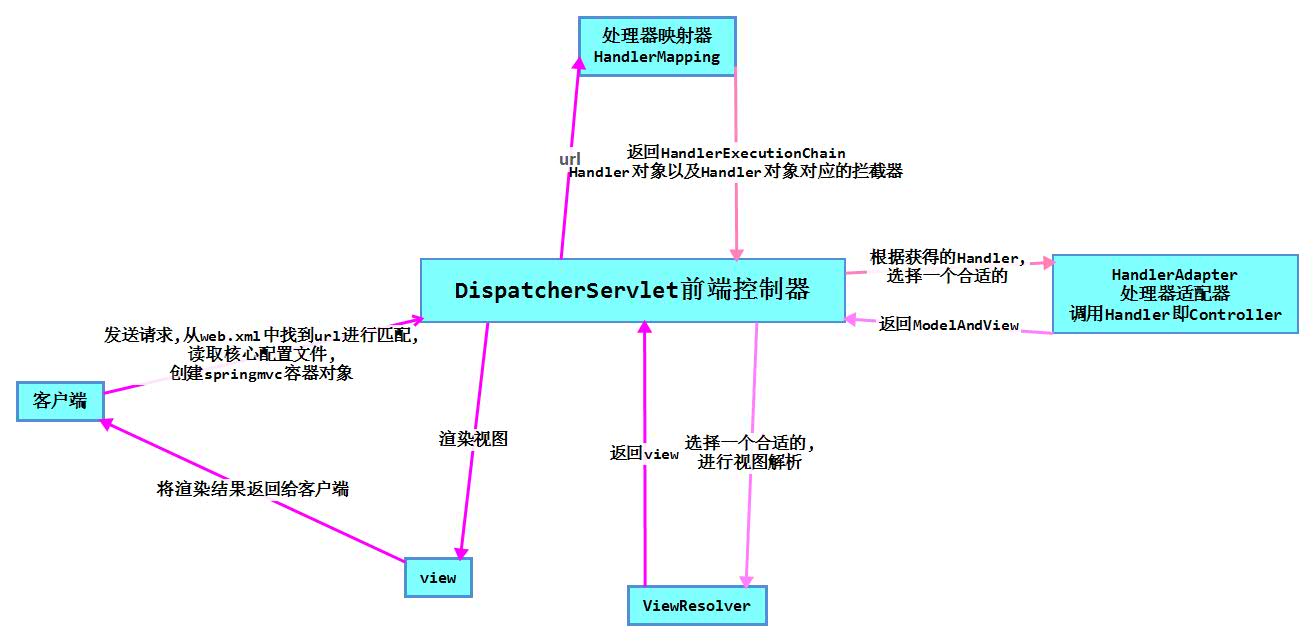 处理器映射器
HandlerMapping
url
返回HandlerExecutionChain
Handler对象以及Handler对象对应的拦截器
根据获得的Handler,
选择一个合适的
HandlerAdapter
处理器适配器
调用Handler即Controller
DispatcherServlet前端控制器
返回ModelAndView
发送请求,从web.xml中找到url进行匹配,
读取核心配置文件,
创建springmvc容器对象
客户端
渲染视图
返回view
选择一个合适的,
进行视图解析
将渲染结果返回给客户端
view
ViewResolver